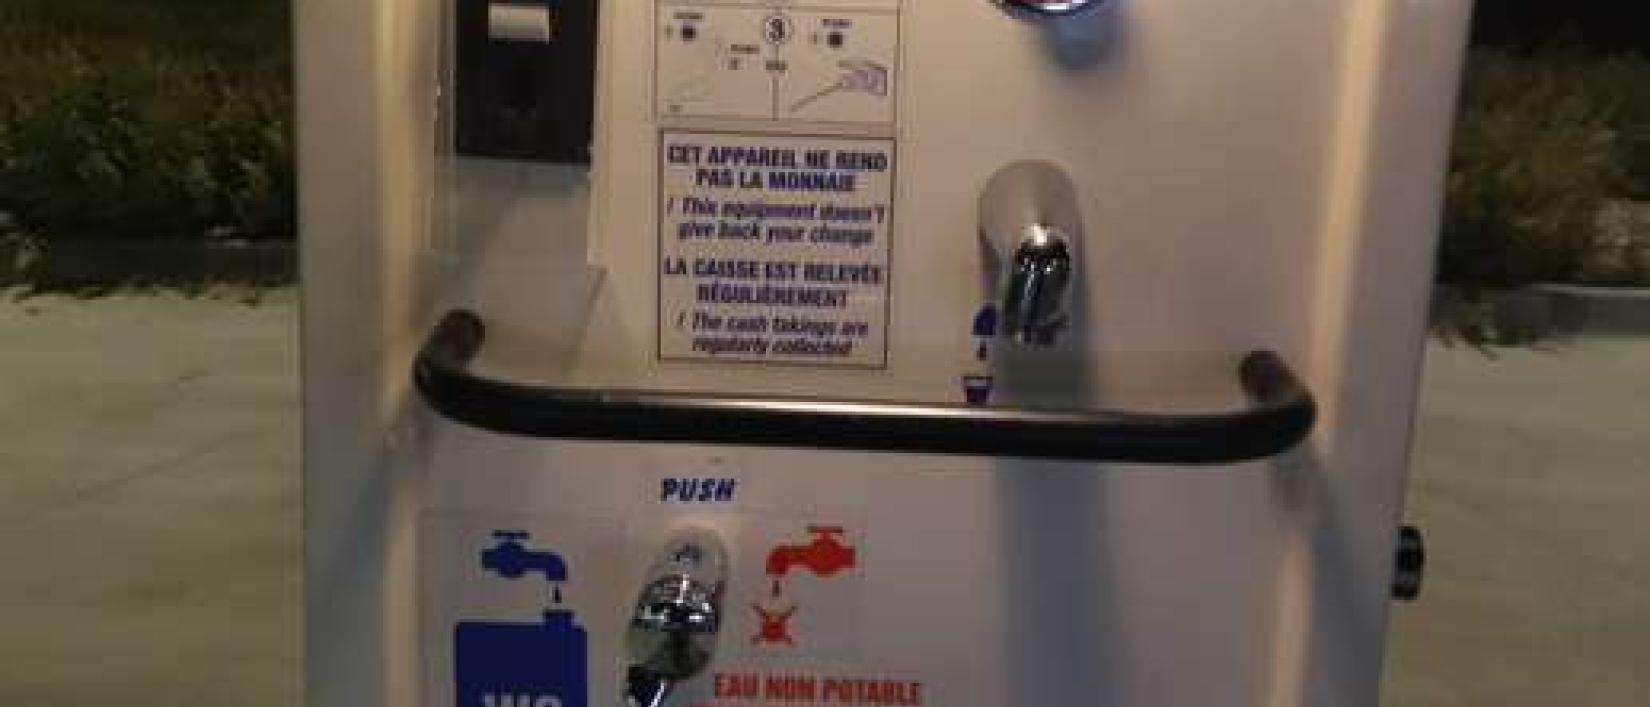 3
CET APPAREIL NE REND
PAS LA MONNAIE
/ This equipment doesn't
give back your change
LA CAISSE EST RELEVÉE
RÉGULIÈREMENT
/ The cash takings are
regularly collected
PUSH
EAU NON POTABLE